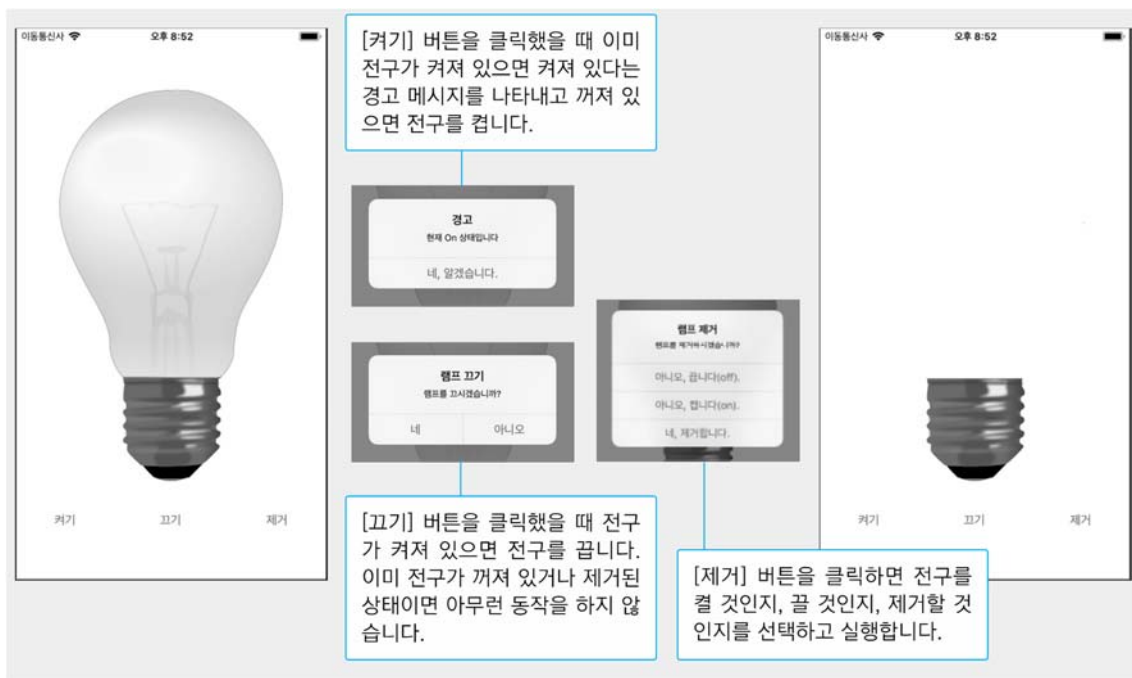 이동통신사
오후 8:52
켜기
끄기
제거
[켜기] 버튼을 클릭했을 때 이미
전구가 켜져 있으면 켜져 있다는
경고 메시지를 나타내고 꺼져 있
으면 전구를 켭니다.
경고
현재 On 상태입니다
네, 알겠습니다.
램프 끄기
램프를 끄시겠습니까?
네
아니오
[끄기] 버튼을 클릭했을 때 전구
가 켜져 있으면 전구를 끕니다.
이미 전구가 꺼져 있거나 제거된
상태이면 아무런 동작을 하지 않
습니다.
램프 제거
램프를 제거하시겠습니까?
아니오, 끕니다(off).
아니오, 켭니다(on).
네, 제거합니다.
[제거] 버튼을 클릭하면 전구를
켤 것인지, 끌 것인지, 제거할 것
인지를 선택하고 실행합니다.
이동통신사
오후 8:52
켜기
끄기
제거